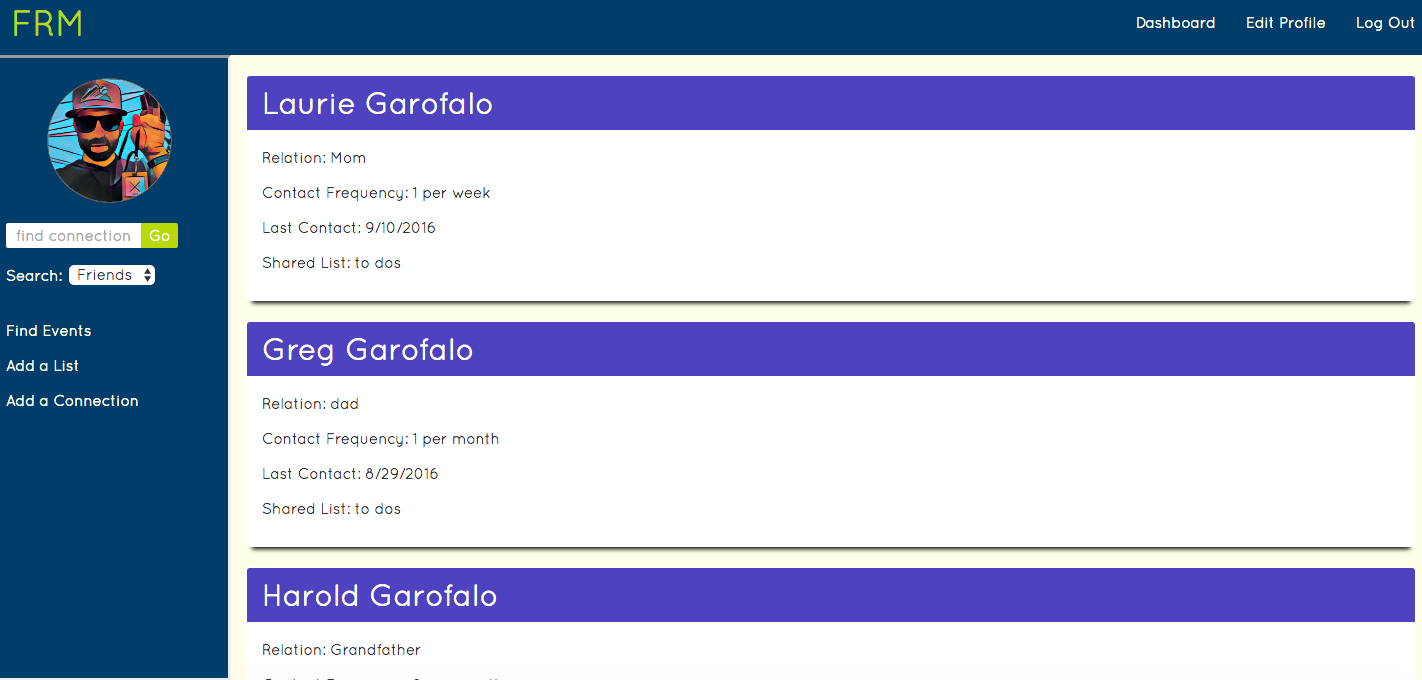 FRM
Dashboard Edit Profile Log Out
find connection Go
Search: Friends
Find Events
Add a List
Add a Connection
Laurie Garofalo
Relation: Mom
Contact Frequency: 1 per week
Last Contact: 9/10/2016
Shared List: to dos
Greg Garofalo
Relation: dad
Contact Frequency: 1 per month
Last Contact: 8/29/2016
Shared List: to dos
Harold Garofalo
Relation: Grandfather